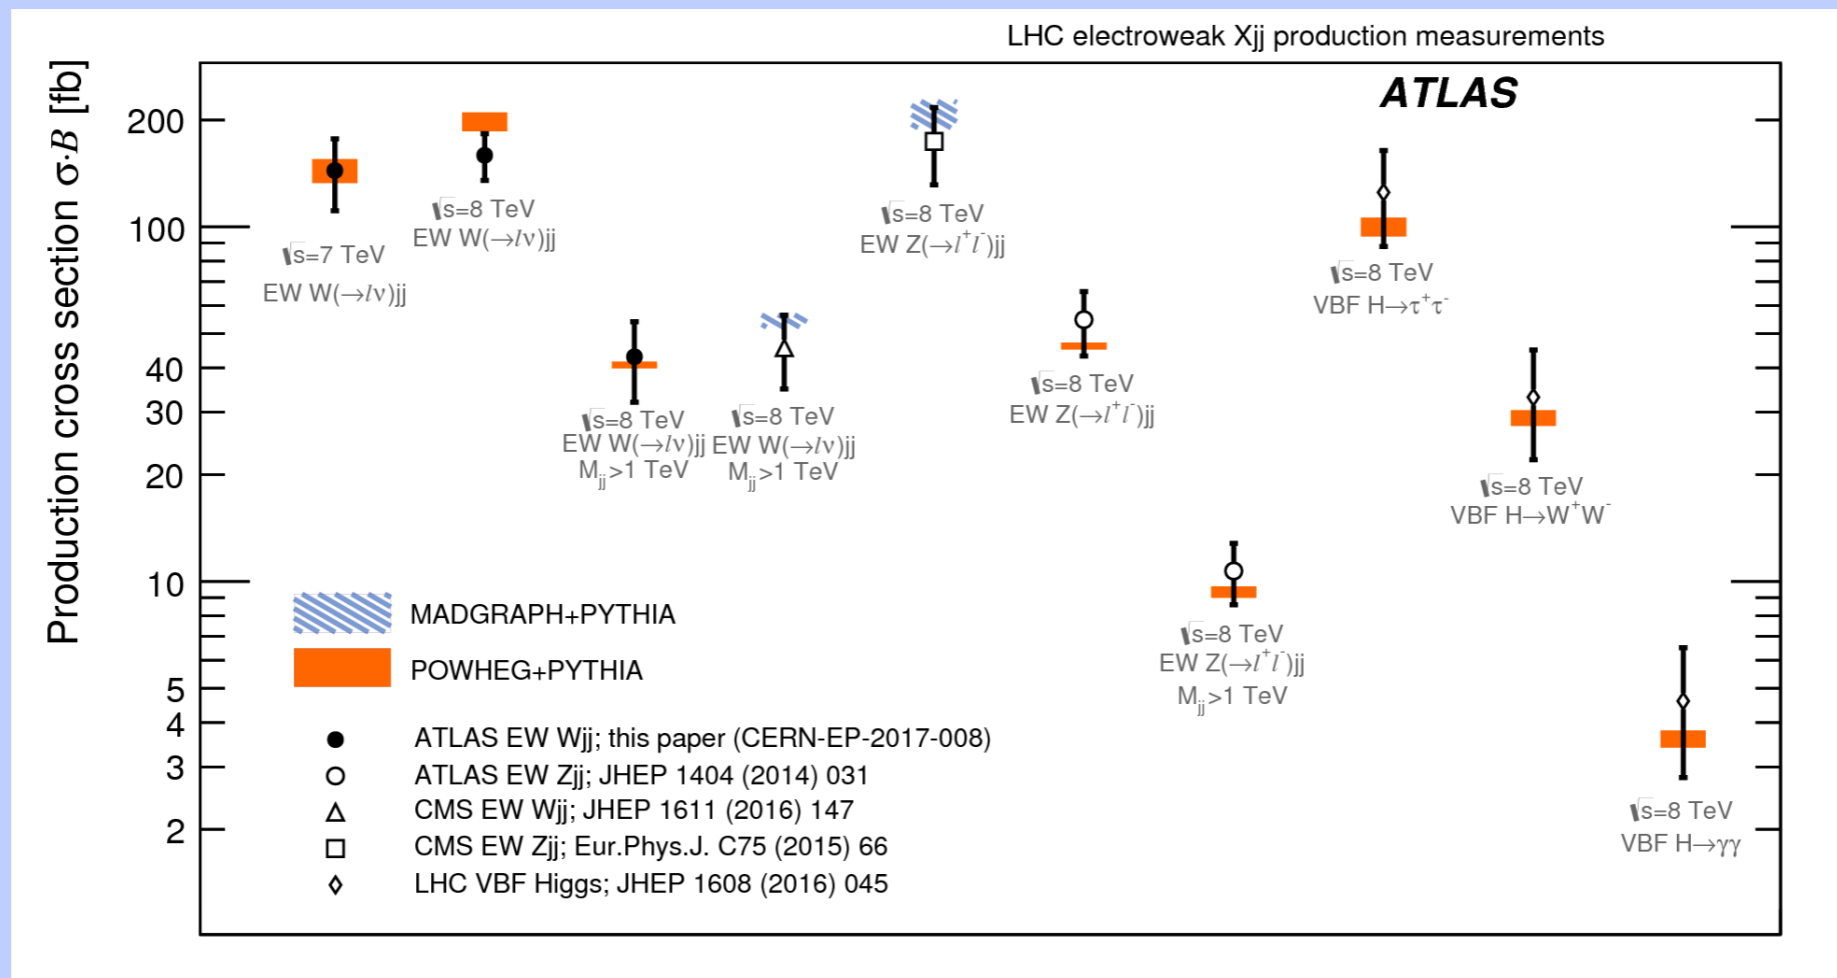 LHC electroweak Xjj production measurements
ATLAS
Production cross section σ·B [fb]
200
100
40
30
20
10
5
4
3
2
√s=7 TeV
EW W(→lν)jj
√s=8 TeV
EW W(→lν)jj
√s=8 TeV
EW W(→lν)jj
Mjj>1 TeV
√s=8 TeV
EW W(→lν)jj
Mjj>1 TeV
√s=8 TeV
EW Z(→l⁺l⁻)jj
√s=8 TeV
EW Z(→l⁺l⁻)jj
√s=8 TeV
EW Z(→l⁺l⁻)jj
Mjj>1 TeV
√s=8 TeV
VBF H→τ⁺τ⁻
√s=8 TeV
VBF H→W⁺W⁻
√s=8 TeV
VBF H→γγ
MADGRAPH+PYTHIA
POWHEG+PYTHIA
ATLAS EW Wjj; this paper (CERN-EP-2017-008)
ATLAS EW Zjj; JHEP 1404 (2014) 031
CMS EW Wjj; JHEP 1611 (2016) 147
CMS EW Zjj; Eur.Phys.J. C75 (2015) 66
LHC VBF Higgs; JHEP 1608 (2016) 045